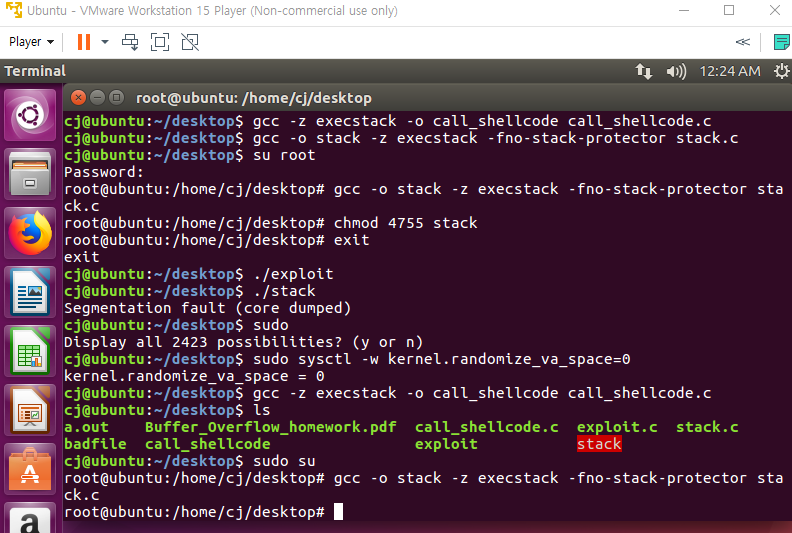 Ubuntu - VMware Workstation 15 Player (Non-commercial use only)
Player
Terminal
12:24 AM
root@ubuntu: /home/cj/desktop
cj@ubuntu:~/desktop$ gcc -z execstack -o call_shellcode call_shellcode.c
cj@ubuntu:~/desktop$ gcc -o stack -z execstack -fno-stack-protector stack.c
cj@ubuntu:~/desktop$ su root
Password:
root@ubuntu:/home/cj/desktop# gcc -o stack -z execstack -fno-stack-protector sta
ck.c
root@ubuntu:/home/cj/desktop# chmod 4755 stack
root@ubuntu:/home/cj/desktop# exit
exit
cj@ubuntu:~/desktop$ ./exploit
cj@ubuntu:~/desktop$ ./stack
Segmentation fault (core dumped)
cj@ubuntu:~/desktop$ sudo
Display all 2423 possibilities? (y or n)
cj@ubuntu:~/desktop$ sudo sysctl -w kernel.randomize_va_space=0
kernel.randomize_va_space = 0
cj@ubuntu:~/desktop$ gcc -z execstack -o call_shellcode call_shellcode.c
cj@ubuntu:~/desktop$ ls
a.out Buffer_Overflow_homework.pdf call_shellcode.c exploit.c stack.c
badfile call_shellcode exploit stack
cj@ubuntu:~/desktop$ sudo su
root@ubuntu:/home/cj/desktop# gcc -o stack -z execstack -fno-stack-protector sta
ck.c
root@ubuntu:/home/cj/desktop#
a